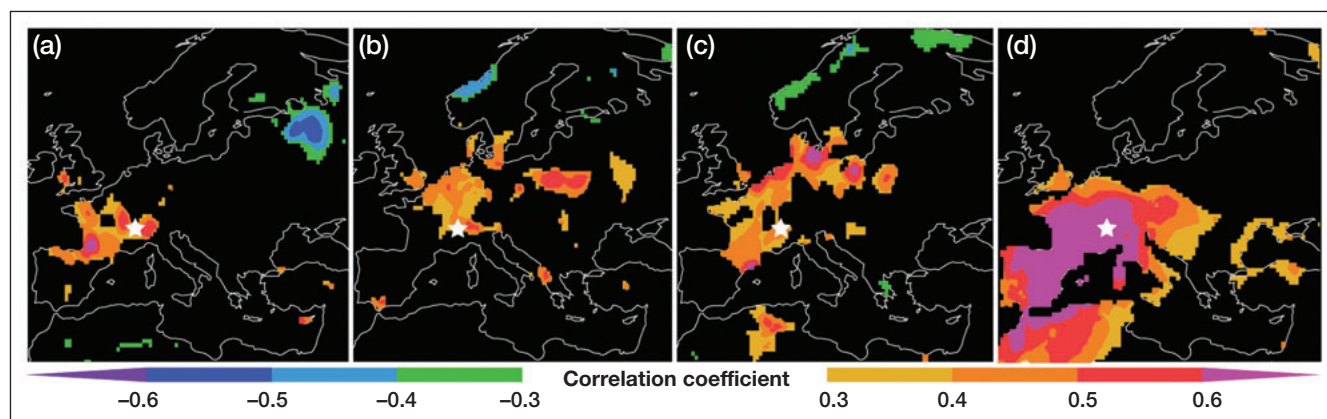 (a) (b) (c) (d)
Correlation coefficient
–0.6 –0.5 –0.4 –0.3 0.3 0.4 0.5 0.6